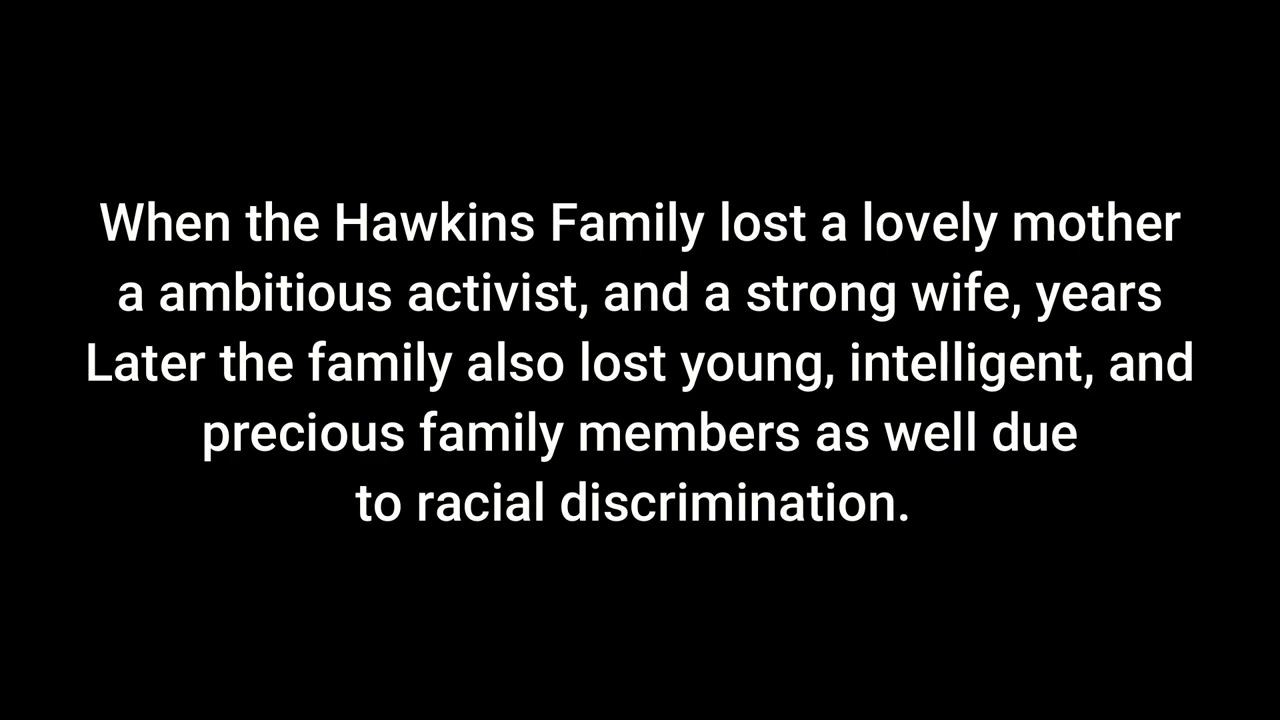 When the Hawkins Family lost a lovely mother
a ambitious activist, and a strong wife, years
Later the family also lost young, intelligent, and
precious family members as well due
to racial discrimination.